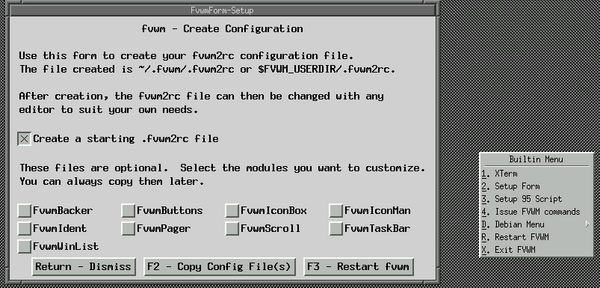 FvwmForm-Setup
fvwm - Create Configuration
Use this form to create your fvwm2rc configuration file.
The file created is ~/.fvwm/.fvwm2rc or $FVWM_USERDIR/.fvwm2rc.
After creation, the fvwm2rc file can then be changed with any
editor to suit your own needs.
Create a starting .fvwm2rc file
These files are optional.  Select the modules you want to customize.
You can always copy them later.
FvwmBacker FvwmButtons FvwmIconBox FvwmIconMan
FvwmIdent FvwmPager FvwmScroll FvwmTaskBar
FvwmWinList
Return - Dismiss F2 - Copy Config File(s) F3 - Restart fvwm
Builtin Menu
1. XTerm
2. Setup Form
3. Setup 95 Script
4. Issue FVWM commands
D. Debian Menu
R. Restart FVWM
X. Exit FVWM